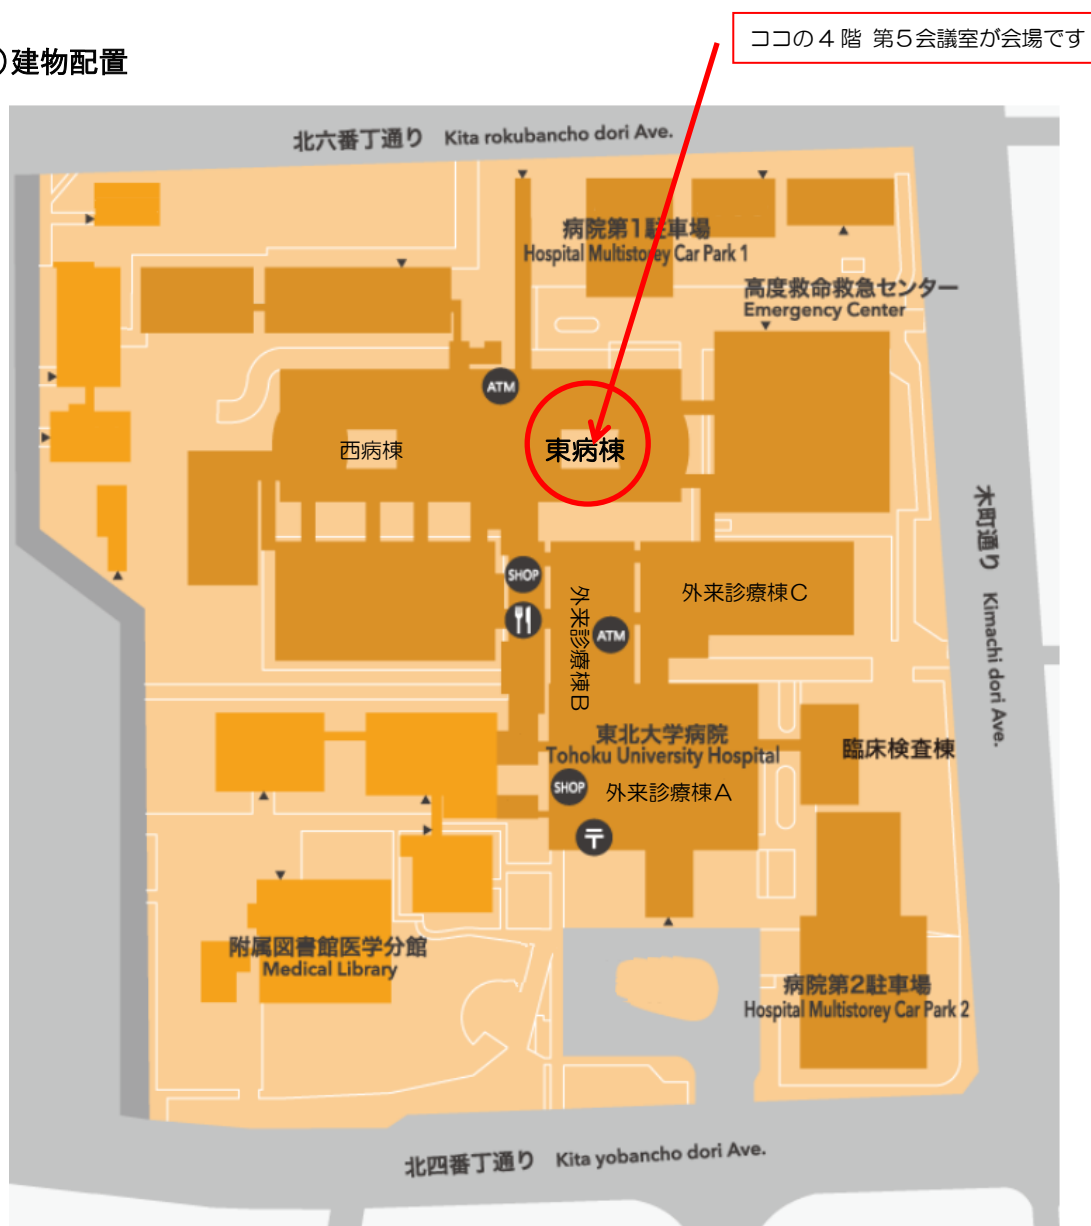 ココの4階 第5会議室が会場です
)建物配置
北六番丁通り Kita rokubancho dori Ave.
病院第1駐車場
Hospital Multistorey Car Park 1
高度救命救急センター
Emergency Center
ATM
西病棟
東病棟
木町通り Kimachi dori Ave.
SHOP
外来診療棟C
外来診療棟B
ATM
東北大学病院
Tohoku University Hospital
臨床検査棟
SHOP
外来診療棟A
〒
附属図書館医学分館
Medical Library
病院第2駐車場
Hospital Multistorey Car Park 2
北四番丁通り Kita yobancho dori Ave.